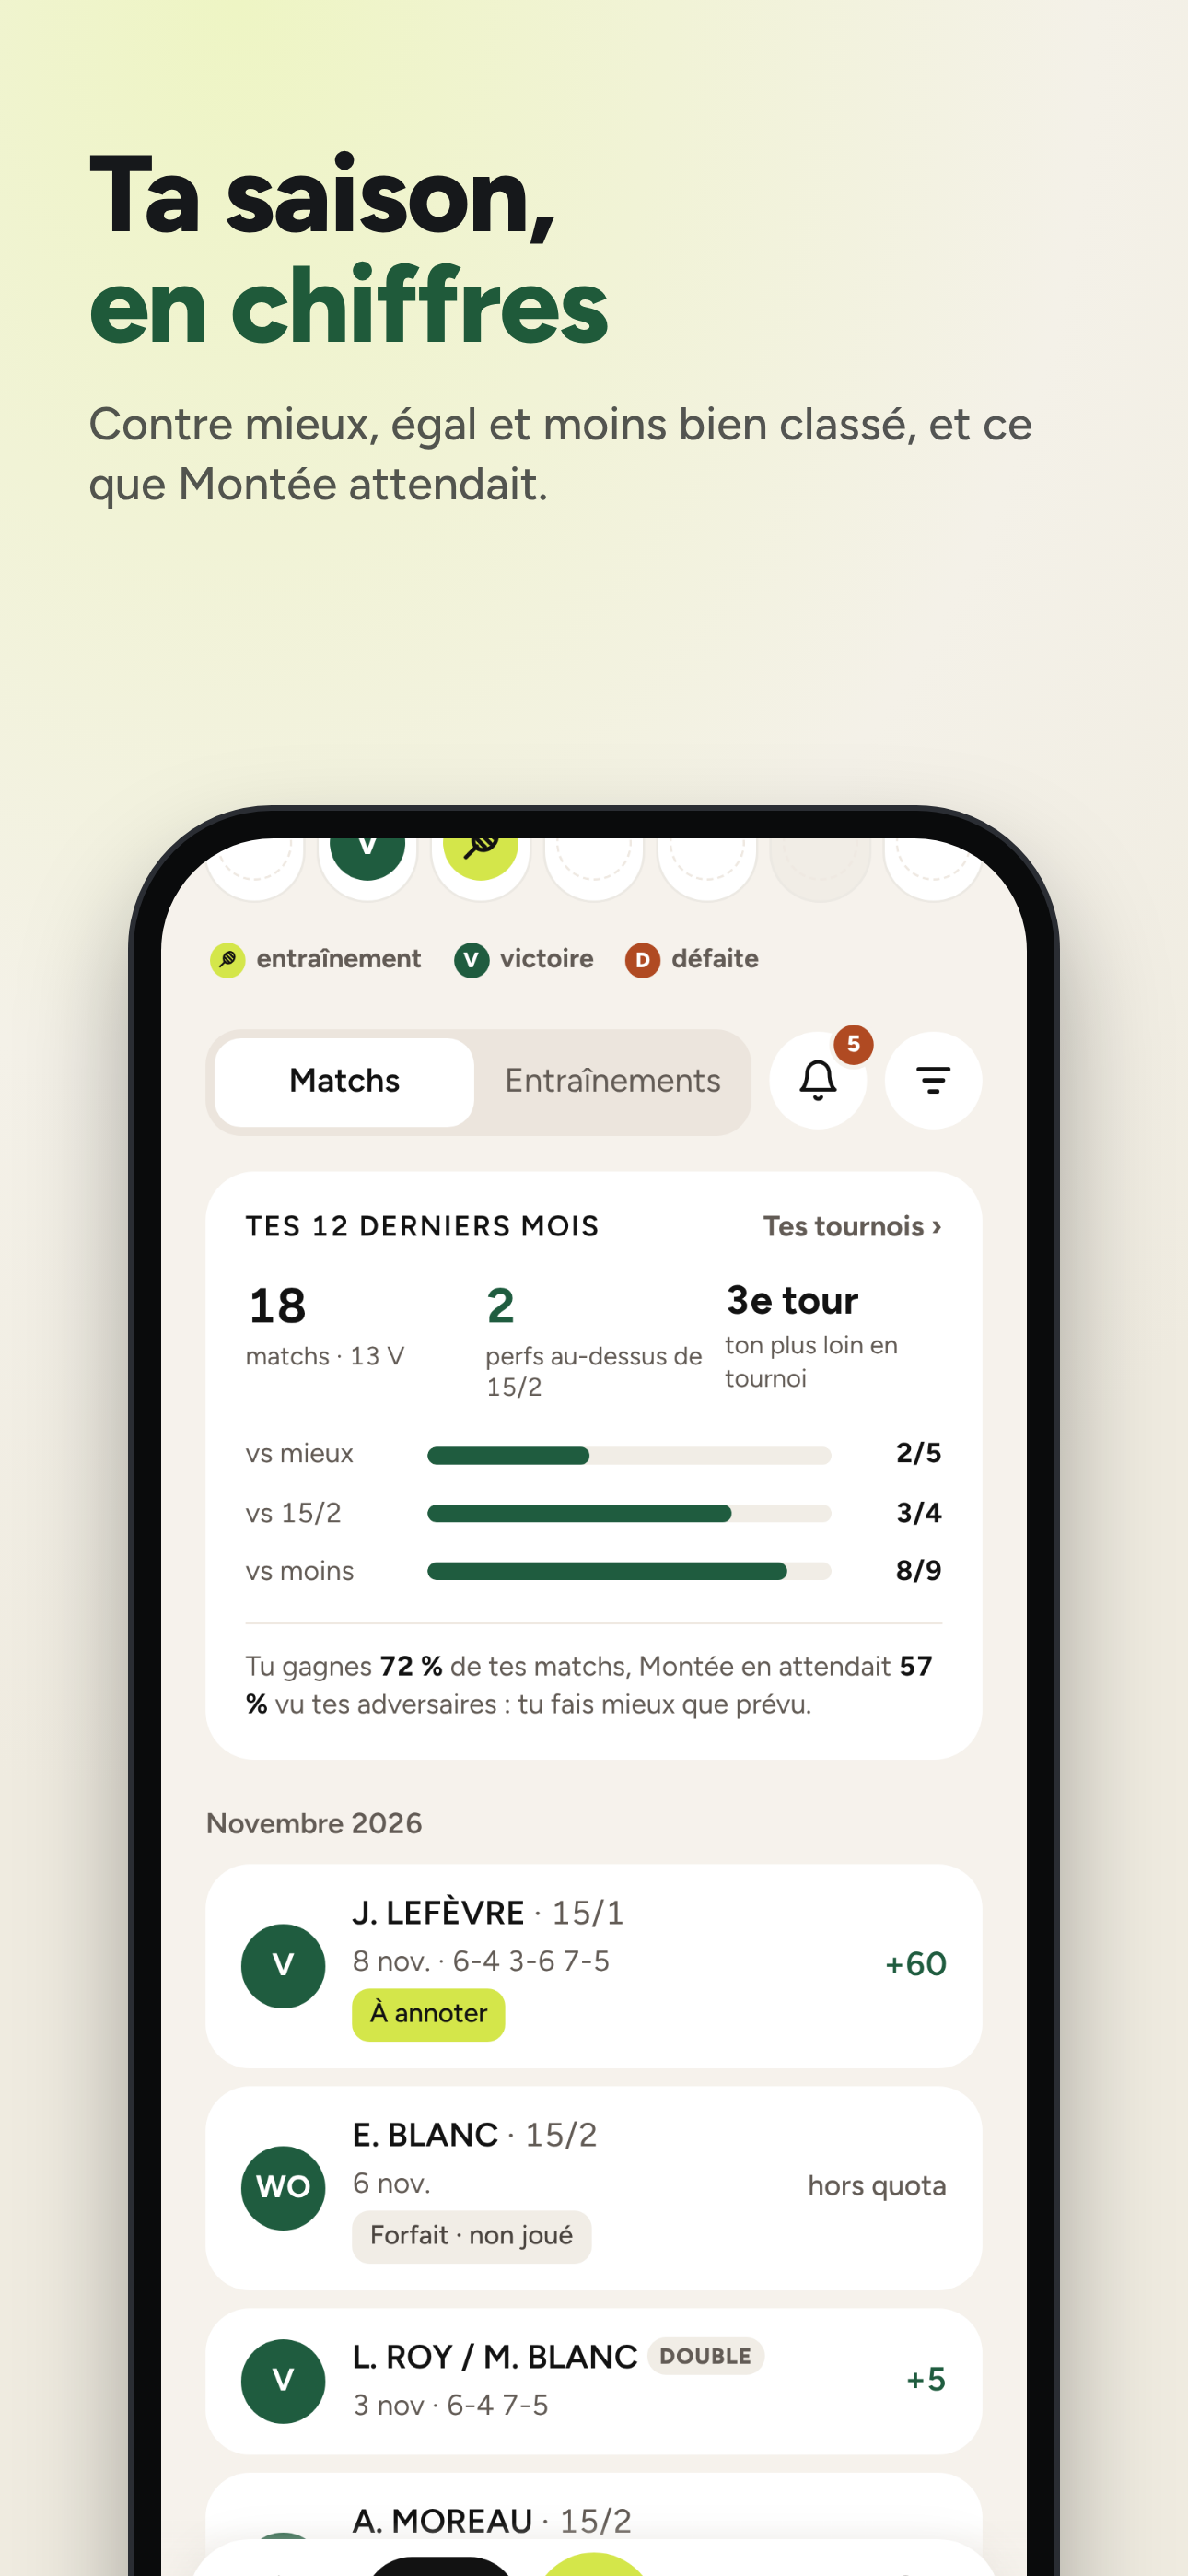 Ta saison,
en chiffres
Contre mieux, égal et moins bien classé, et ce
que Montée attendait.
V
entraînement V victoire D défaite
Matchs Entraînements 5
TES 12 DERNIERS MOIS Tes tournois ›
18 2 3e tour
matchs · 13 V perfs au-dessus de 15/2 ton plus loin en tournoi
vs mieux 2/5
vs 15/2 3/4
vs moins 8/9
Tu gagnes 72 % de tes matchs, Montée en attendait 57
% vu tes adversaires : tu fais mieux que prévu.
Novembre 2026
J. LEFÈVRE · 15/1
V 8 nov. · 6-4 3-6 7-5 +60
À annoter
E. BLANC · 15/2
WO 6 nov. hors quota
Forfait · non joué
L. ROY / M. BLANC DOUBLE
V 3 nov · 6-4 7-5 +5
A. MOREAU · 15/2